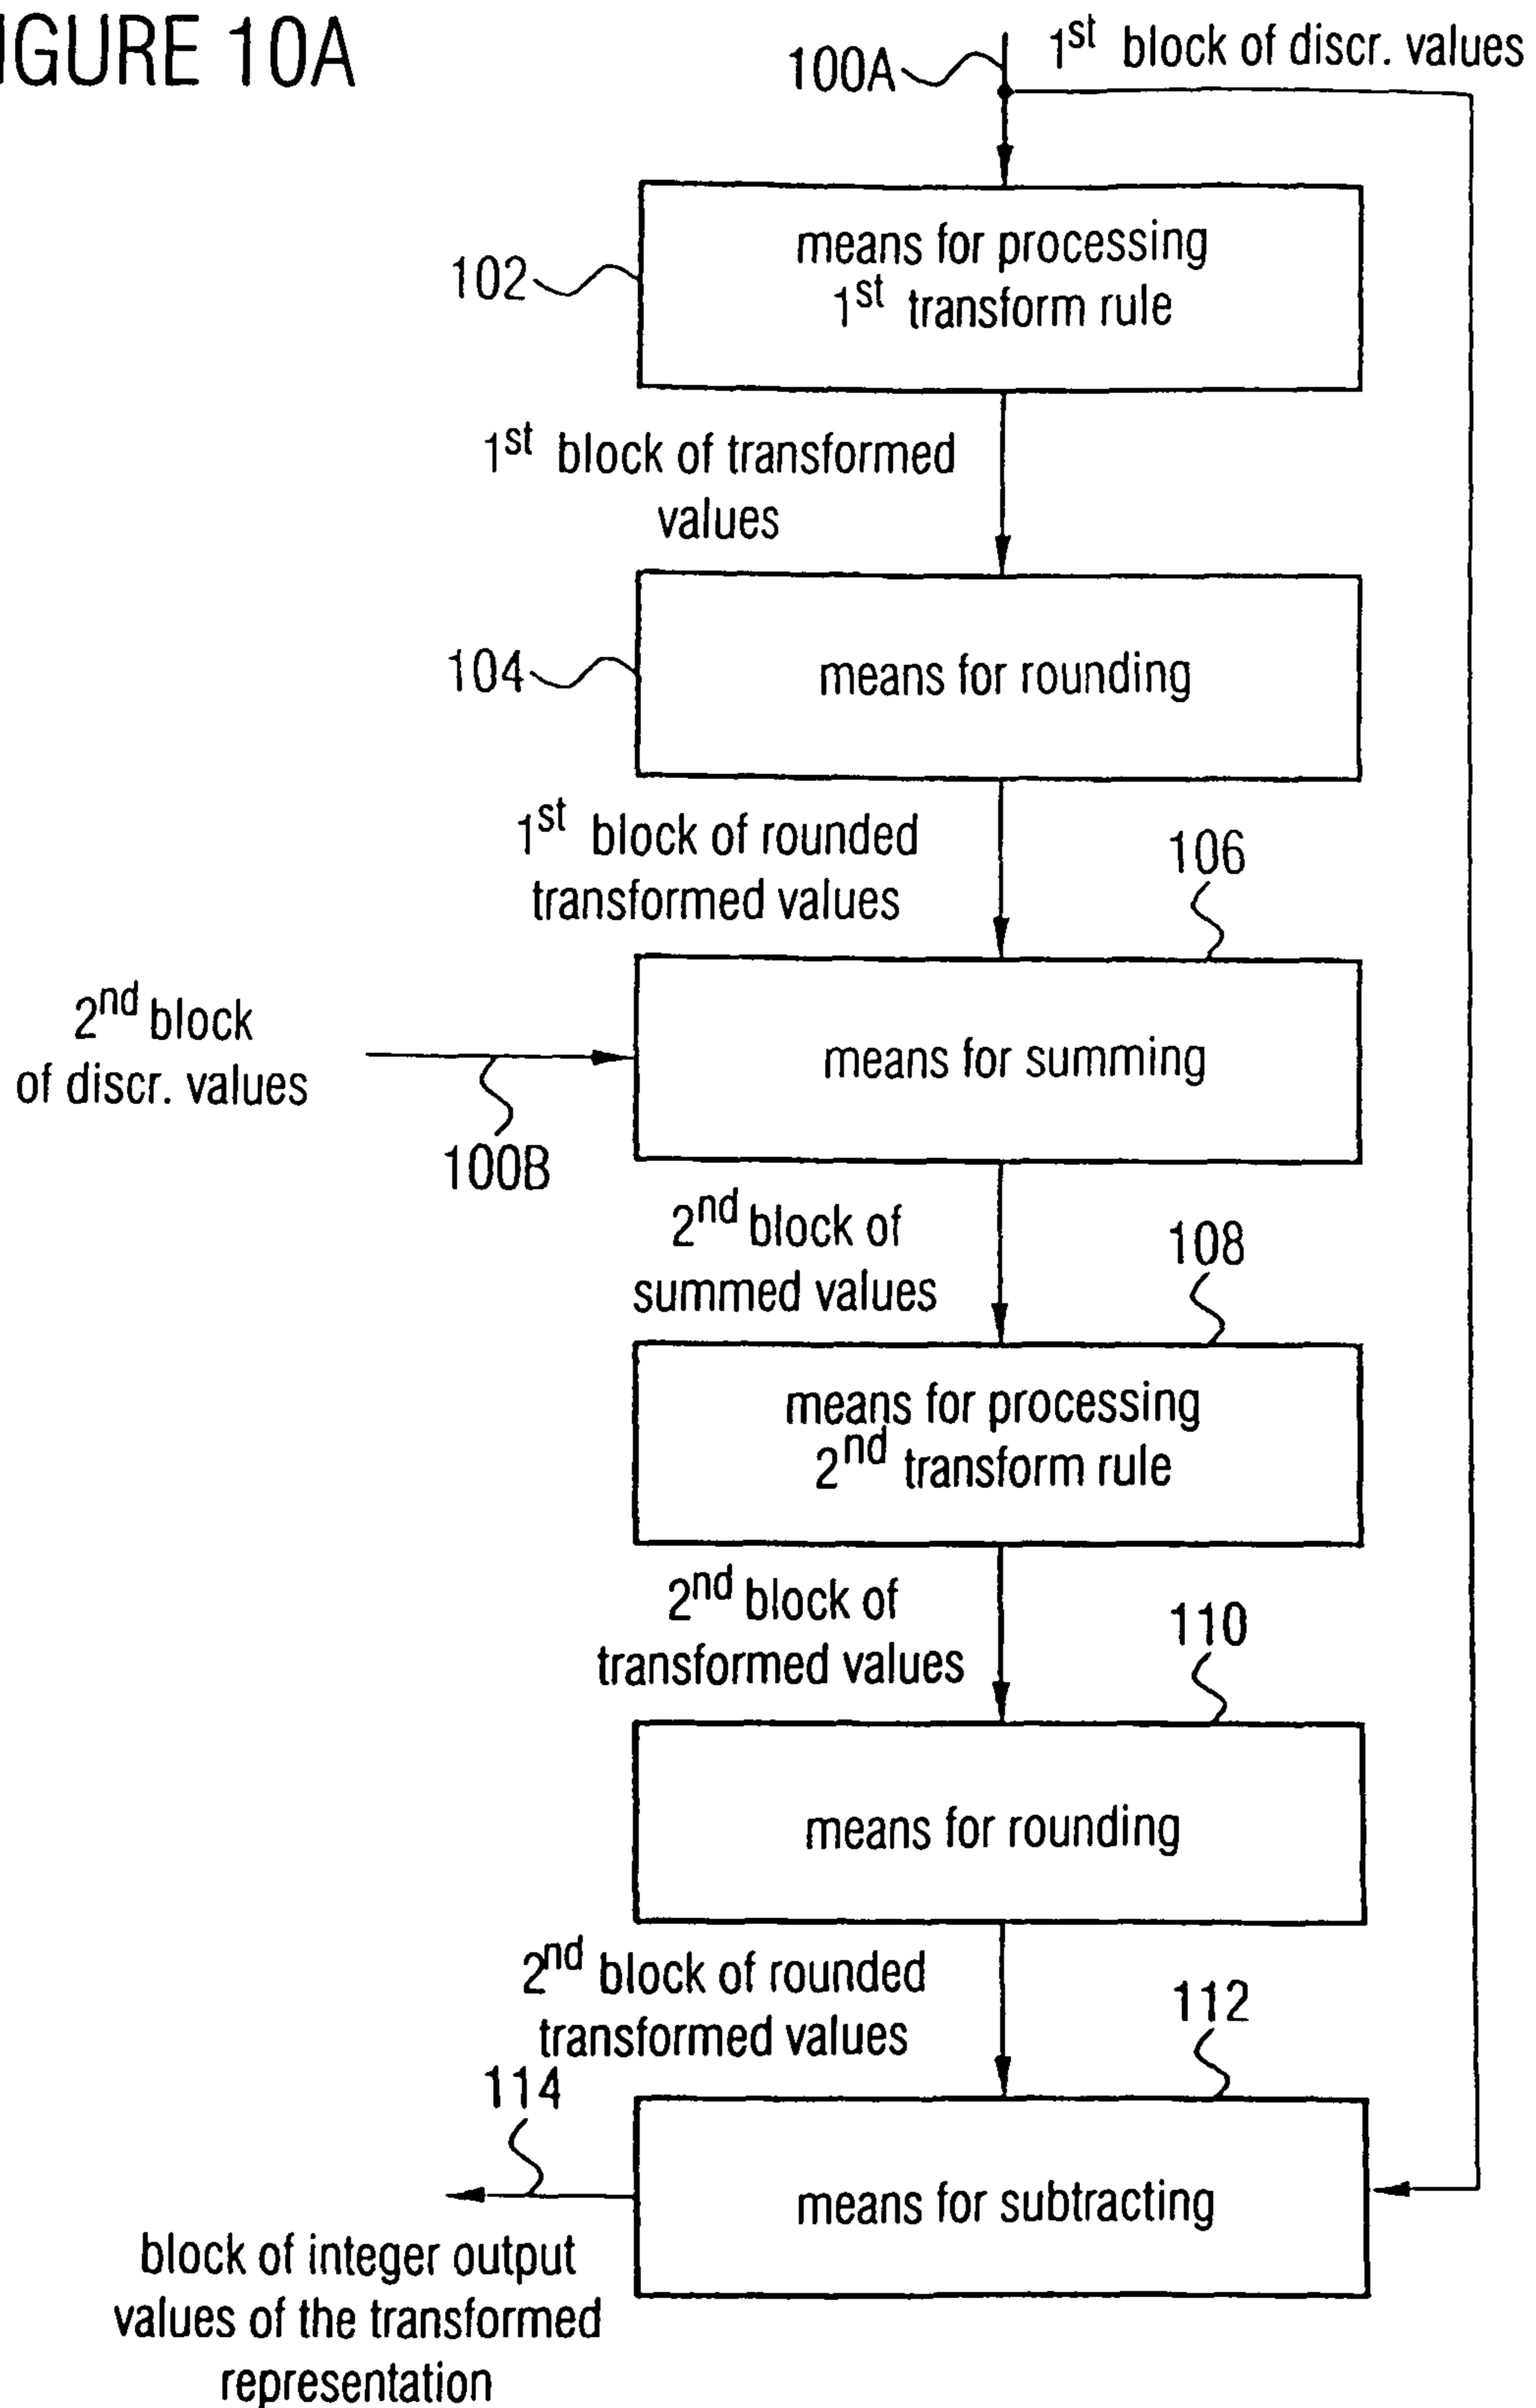 IGURE 10A
100A
1st block of discr. values
102
means for processing
1st transform rule
1st block of transformed
values
104
means for rounding
1st block of rounded
transformed values
106
2nd block
of discr. values
100B
means for summing
2nd block of
summed values
108
means for processing
2nd transform rule
2nd block of
transformed values
110
means for rounding
2nd block of rounded
transformed values
112
114
means for subtracting
block of integer output
values of the transformed
representation